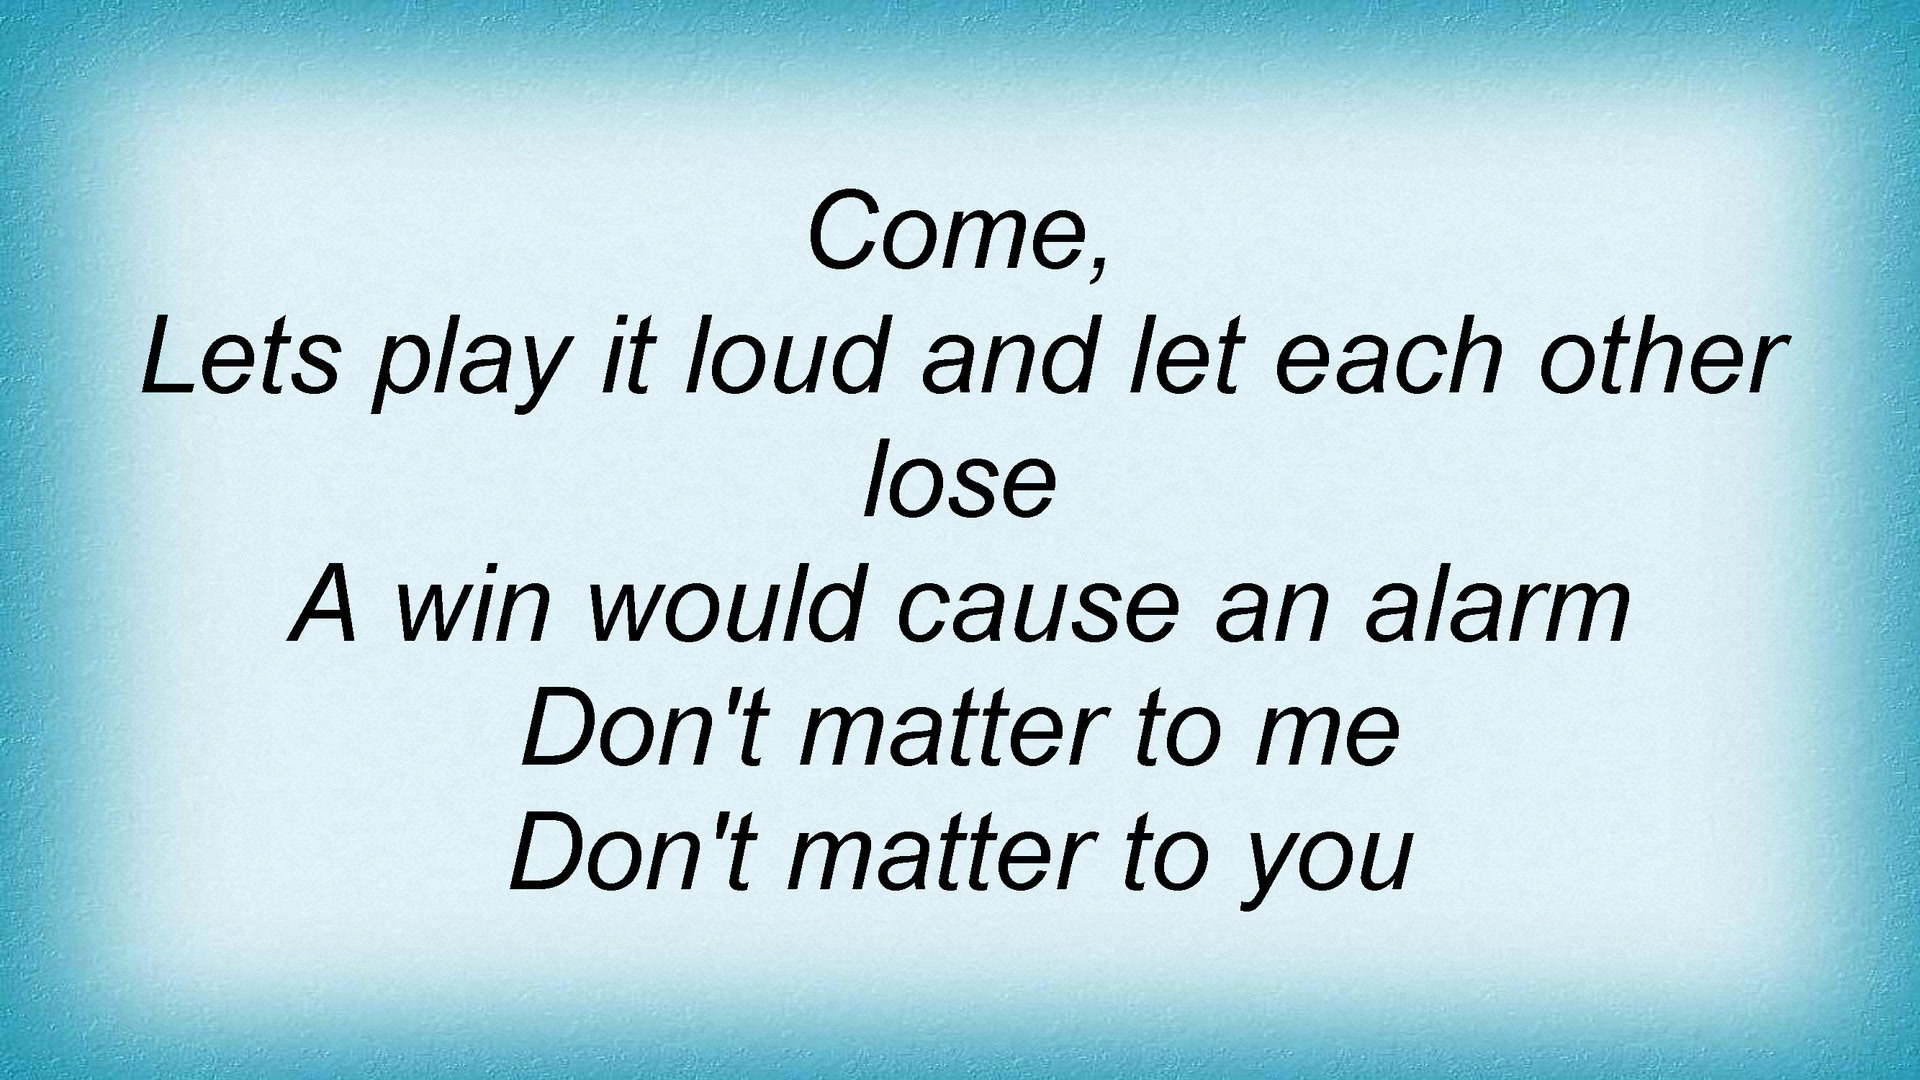 Come,
Lets play it loud and let each other
lose
A win would cause an alarm
Don't matter to me
Don't matter to you